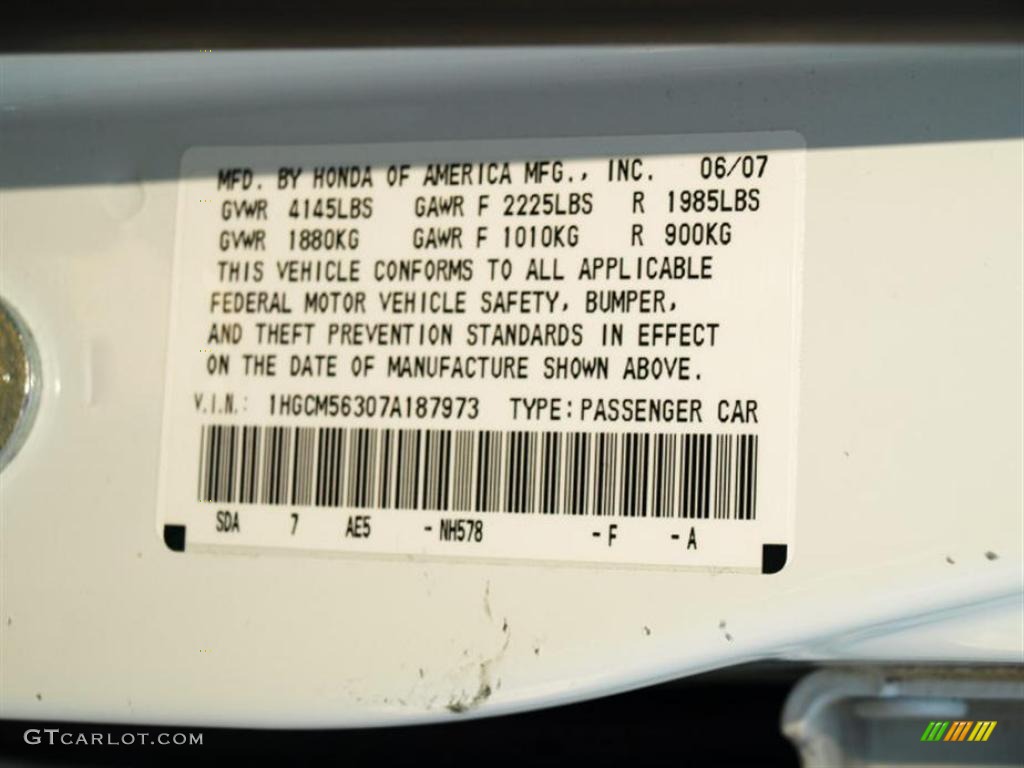 MFD. BY HONDA OF AMERICA MFG., INC. 06/07
GVWR 4145LBS GAWR F 2225LBS R 1985LBS
GVWR 1880KG GAWR F 1010KG R 900KG
THIS VEHICLE CONFORMS TO ALL APPLICABLE
FEDERAL MOTOR VEHICLE SAFETY, BUMPER,
AND THEFT PREVENTION STANDARDS IN EFFECT
ON THE DATE OF MANUFACTURE SHOWN ABOVE.
V.I.N.: 1HGCM56307A187973 TYPE:PASSENGER CAR
SDA 7 AE5 -NH578 -F -A
GTCARLOT.COM